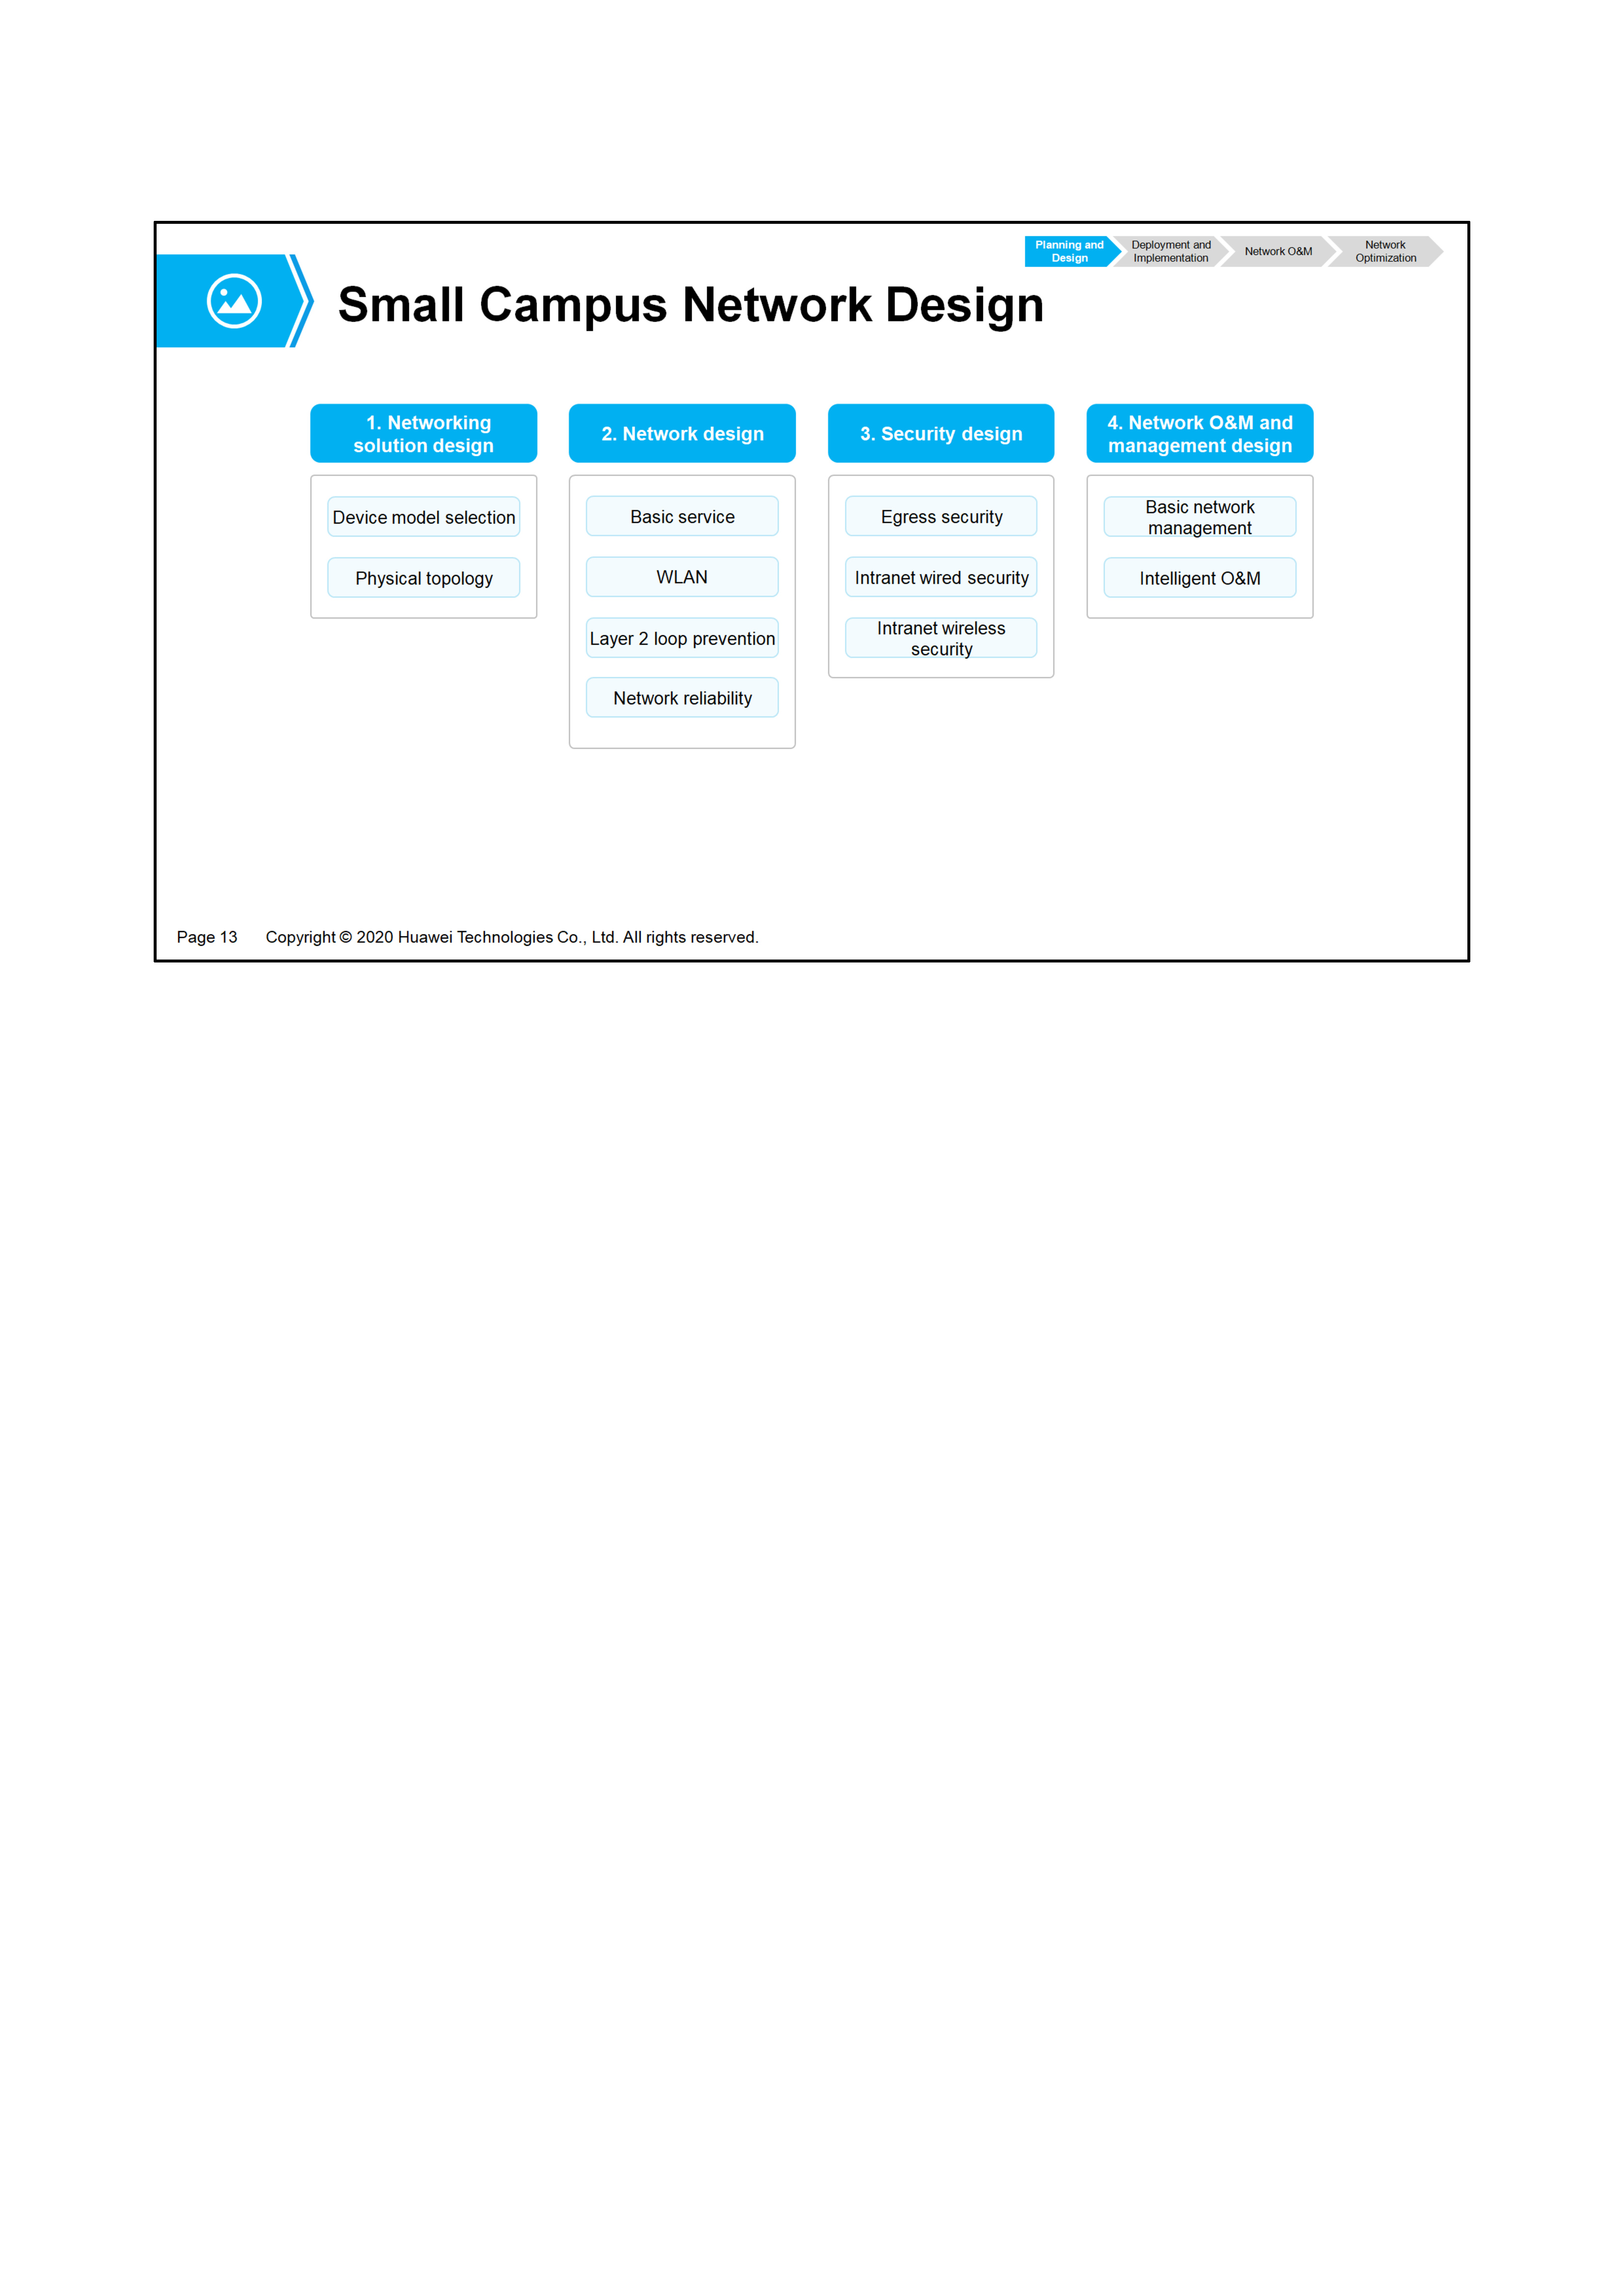 Planning and
Design
Deployment and
Implementation
Network O&M
Network
Optimization
Small Campus Network Design
1. Networking
solution design
Device model selection
Physical topology
2. Network design
Basic service
WLAN
Layer 2 loop prevention
Network reliability
3. Security design
Egress security
Intranet wired security
Intranet wireless
security
4. Network O&M and
management design
Basic network
management
Intelligent O&M
Page 13 Copyright © 2020 Huawei Technologies Co., Ltd. All rights reserved.